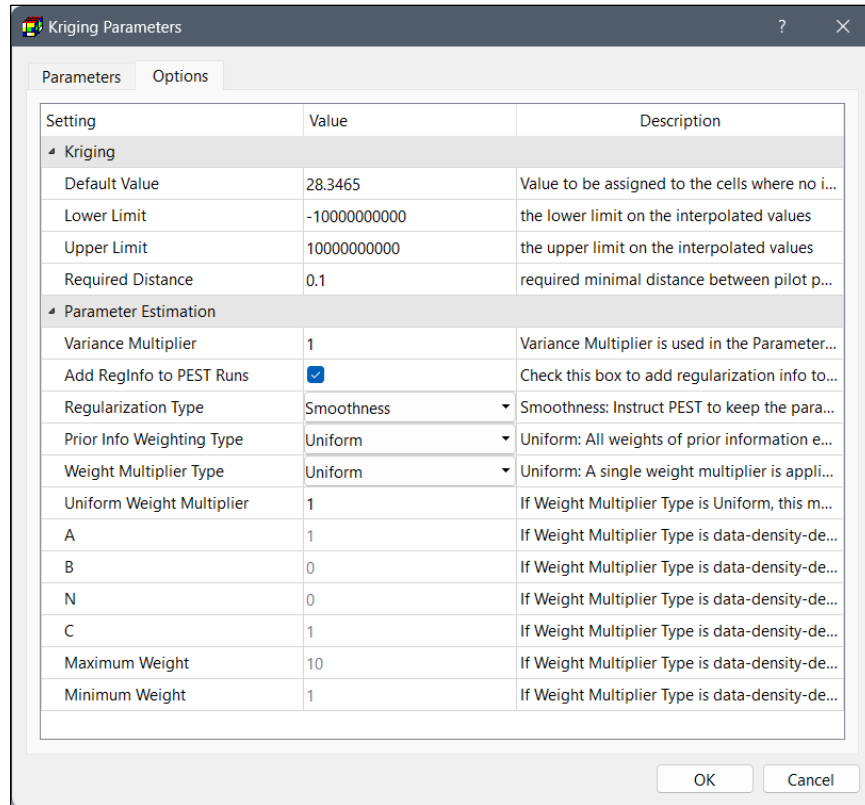 Kriging Parameters ? ×
Parameters Options
Setting Value Description
Kriging
Default Value 28.3465 Value to be assigned to the cells where no i...
Lower Limit -10000000000 the lower limit on the interpolated values
Upper Limit 10000000000 the upper limit on the interpolated values
Required Distance 0.1 required minimal distance between pilot p...
Parameter Estimation
Variance Multiplier 1 Variance Multiplier is used in the Parameter...
Add RegInfo to PEST Runs Check this box to add regularization info to...
Regularization Type Smoothness Smoothness: Instruct PEST to keep the para...
Prior Info Weighting Type Uniform Uniform: All weights of prior information e...
Weight Multiplier Type Uniform Uniform: A single weight multiplier is appli...
Uniform Weight Multiplier 1 If Weight Multiplier Type is Uniform, this m...
A 1 If Weight Multiplier Type is data-density-de...
B 0 If Weight Multiplier Type is data-density-de...
N 0 If Weight Multiplier Type is data-density-de...
C 1 If Weight Multiplier Type is data-density-de...
Maximum Weight 10 If Weight Multiplier Type is data-density-de...
Minimum Weight 1 If Weight Multiplier Type is data-density-de...
OK Cancel